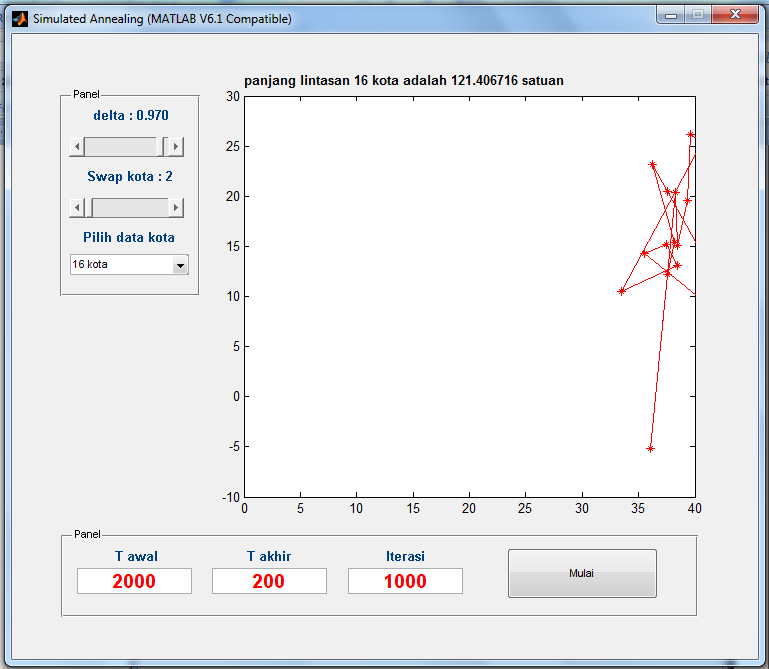 Simulated Annealing (MATLAB V6.1 Compatible)
Panel
delta : 0.970
Swap kota : 2
Pilih data kota
16 kota
panjang lintasan 16 kota adalah 121.406716 satuan
30
25
20
15
10
5
0
-5
-10
0 5 10 15 20 25 30 35 40
Panel
T awal T akhir Iterasi
2000 200 1000
Mulai